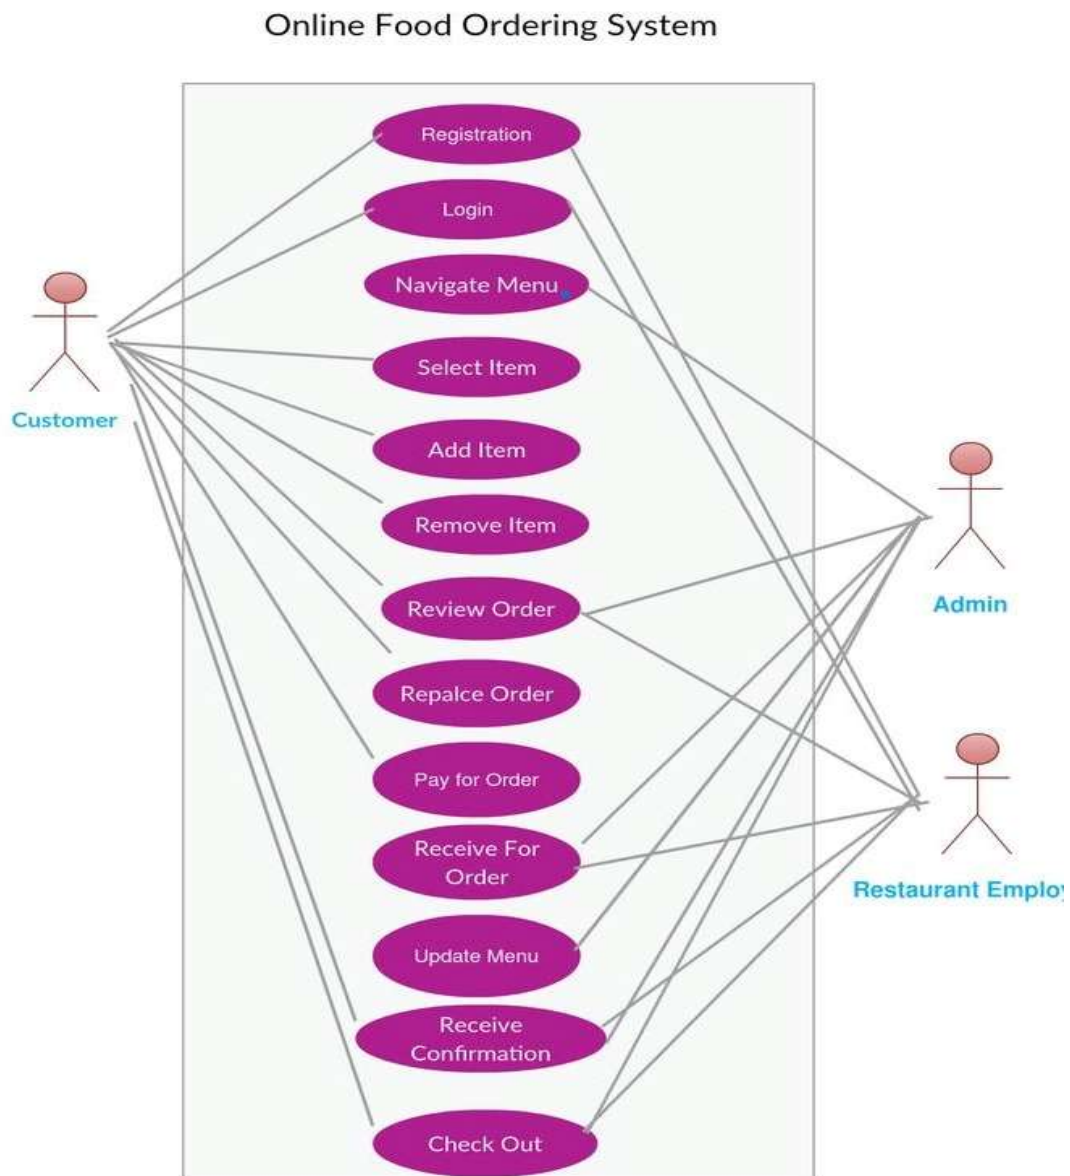 Online Food Ordering System
Registration
Login
Navigate Menu
Select Item
Customer
Add Item
Remove Item
Review Order
Admin
Repalce Order
Pay for Order
Receive For
Order
Restaurant Employ
Update Menu
Receive
Confirmation
Check Out